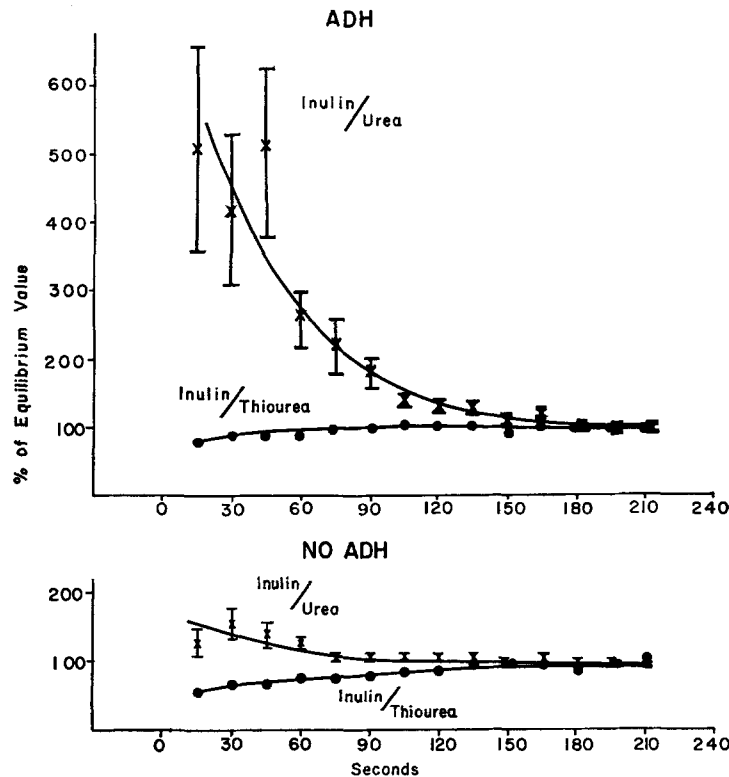 ADH
600
500
400
300
200
100
Inulin/Urea
Inulin/Thiourea
% of Equilibrium Value
0 30 60 90 120 150 180 210 240
NO ADH
200
100
0
Inulin/Urea
Inulin/Thiourea
0 30 60 90 120 150 180 210 240
Seconds